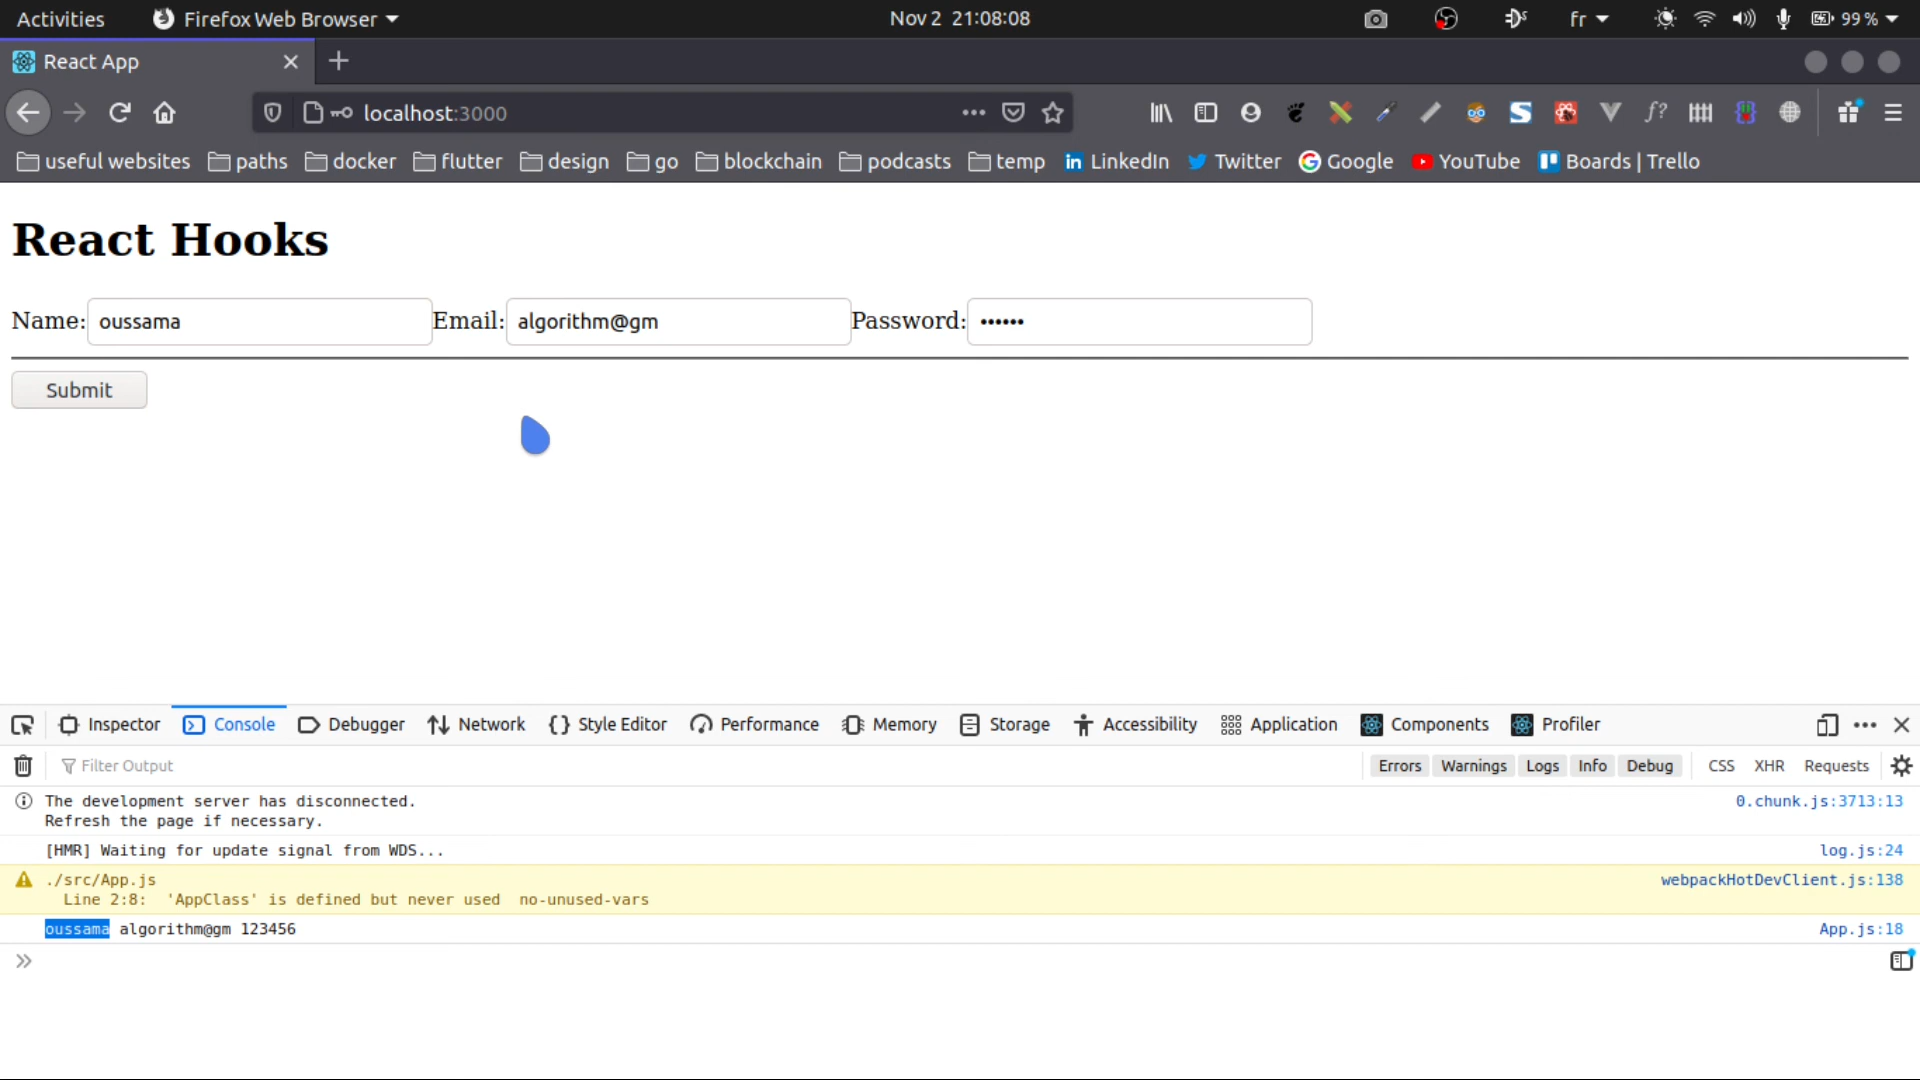 Activities Firefox Web Browser Nov 2 21:08:08 fr 99 %
React App
localhost:3000
useful websites paths docker flutter design go blockchain podcasts temp LinkedIn Twitter Google YouTube Boards | Trello
React Hooks
Name: oussama Email: algorithm@gm Password: ••••••
Submit
Inspector Console Debugger Network Style Editor Performance Memory Storage Accessibility Application Components Profiler
Filter Output Errors Warnings Logs Info Debug CSS XHR Requests
The development server has disconnected. 0.chunk.js:3713:13
Refresh the page if necessary.
[HMR] Waiting for update signal from WDS... log.js:24
./src/App.js webpackHotDevClient.js:138
Line 2:8: 'AppClass' is defined but never used no-unused-vars
oussama algorithm@gm 123456 App.js:18